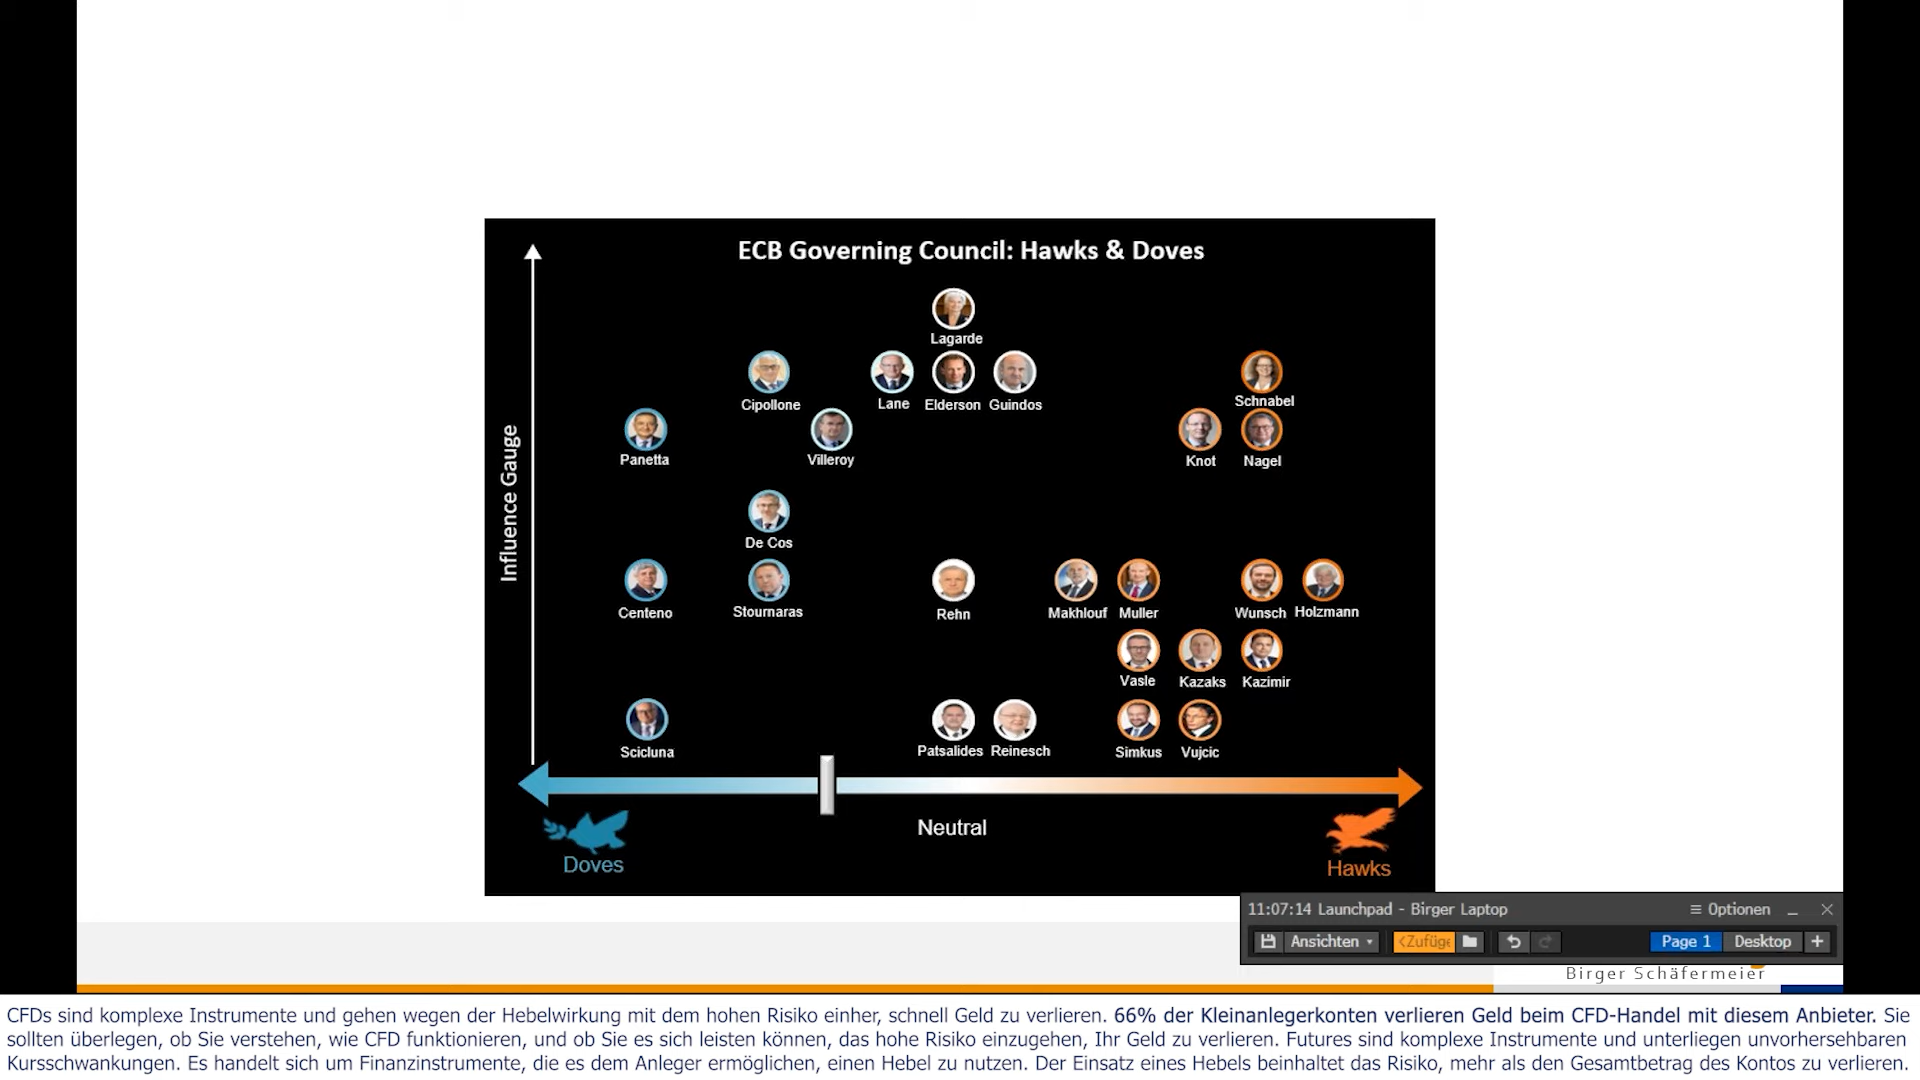 ECB Governing Council: Hawks & Doves
Influence Gauge
Lagarde
Cipollone Lane Elderson Guindos Schnabel
Panetta Villeroy Knot Nagel
De Cos
Centeno Stournaras Rehn Makhlouf Muller Wunsch Holzmann
Vasle Kazaks Kazimir
Scicluna Patsalides Reinesch Simkus Vujcic
Neutral
Doves Hawks
11:07:14 Launchpad - Birger Laptop Optionen
Ansichten <Zufüge Page 1 Desktop
Birger Schäfermeier
CFDs sind komplexe Instrumente und gehen wegen der Hebelwirkung mit dem hohen Risiko einher, schnell Geld zu verlieren. 66% der Kleinanlegerkonten verlieren Geld beim CFD-Handel mit diesem Anbieter. Sie
sollten überlegen, ob Sie verstehen, wie CFD funktionieren, und ob Sie es sich leisten können, das hohe Risiko einzugehen, Ihr Geld zu verlieren. Futures sind komplexe Instrumente und unterliegen unvorhersehbaren
Kursschwankungen. Es handelt sich um Finanzinstrumente, die es dem Anleger ermöglichen, einen Hebel zu nutzen. Der Einsatz eines Hebels beinhaltet das Risiko, mehr als den Gesamtbetrag des Kontos zu verlieren.